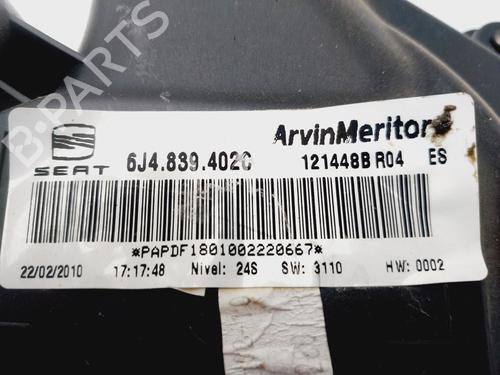 B-PARTS
SEAT
6J4.839.402C
ArvinMeritor
121448B R04 ES
*PAPDF1801002220667*
22/02/2010 17:17:48 Nivel: 24S SW: 3110 HW: 0002